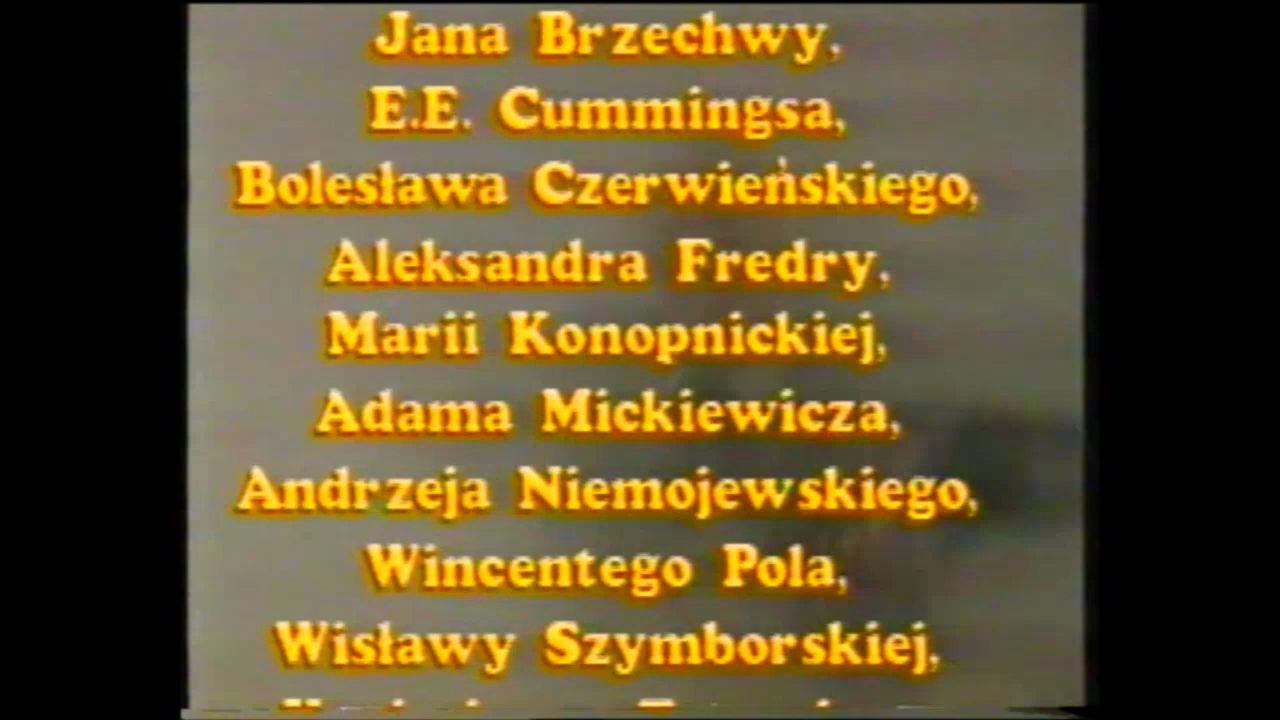 Jana Brzechwy,
E.E. Cummingsa,
Bolesława Czerwieńskiego,
Aleksandra Fredry,
Marii Konopnickiej,
Adama Mickiewicza,
Andrzeja Niemojewskiego,
Wincentego Pola,
Wisławy Szymborskiej,